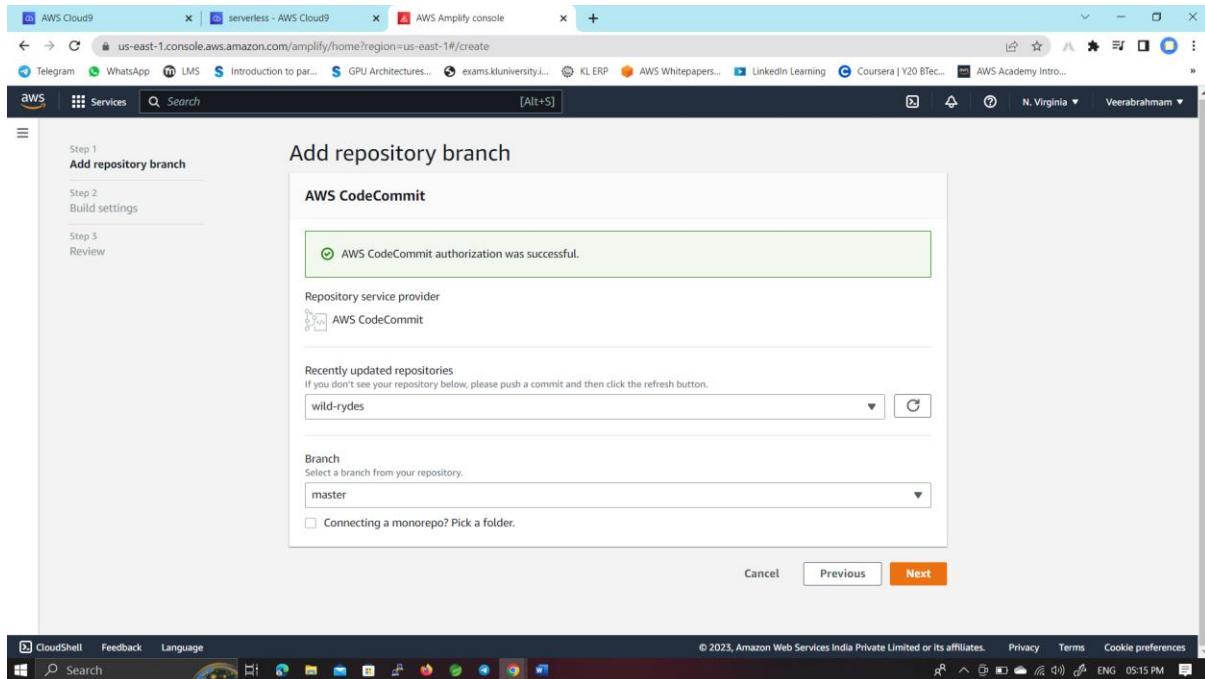 AWS Cloud9
serverless - AWS Cloud9
AWS Amplify console
us-east-1.console.aws.amazon.com/amplify/home?region=us-east-1#/create
Telegram WhatsApp LMS Introduction to par... GPU Architectures... exams.kluniversity.i... KL ERP AWS Whitepapers... LinkedIn Learning Coursera | Y20 BTec... AWS Academy Intro...
aws Services Search [Alt+S] N. Virginia Veerabrahmam
Step 1
Add repository branch
Step 2
Build settings
Step 3
Review
Add repository branch
AWS CodeCommit
AWS CodeCommit authorization was successful.
Repository service provider
AWS CodeCommit
Recently updated repositories
If you don't see your repository below, please push a commit and then click the refresh button.
wild-rydes
Branch
Select a branch from your repository.
master
Connecting a monorepo? Pick a folder.
Cancel Previous Next
CloudShell Feedback Language © 2023, Amazon Web Services India Private Limited or its affiliates. Privacy Terms Cookie preferences
Search ENG 05:15 PM